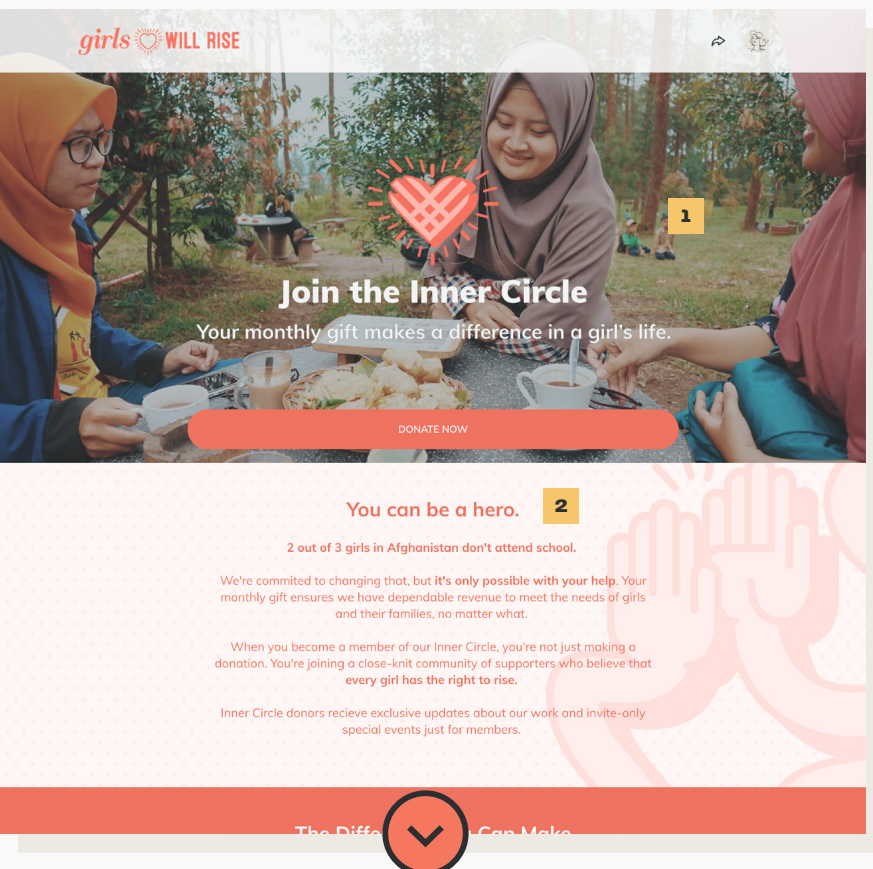 girls WILL RISE
1
Join the Inner Circle
Your monthly gift makes a difference in a girl's life.
DONATE NOW
You can be a hero.
2
2 out of 3 girls in Afghanistan don't attend school.
We're commited to changing that, but it's only possible with your help. Your
monthly gift ensures we have dependable revenue to meet the needs of girls
and their families, no matter what.
When you become a member of our Inner Circle, you're not just making a
donation. You're joining a close-knit community of supporters who believe that
every girl has the right to rise.
Inner Circle donors recieve exclusive updates about our work and invite-only
special events just for members.
The Can Make